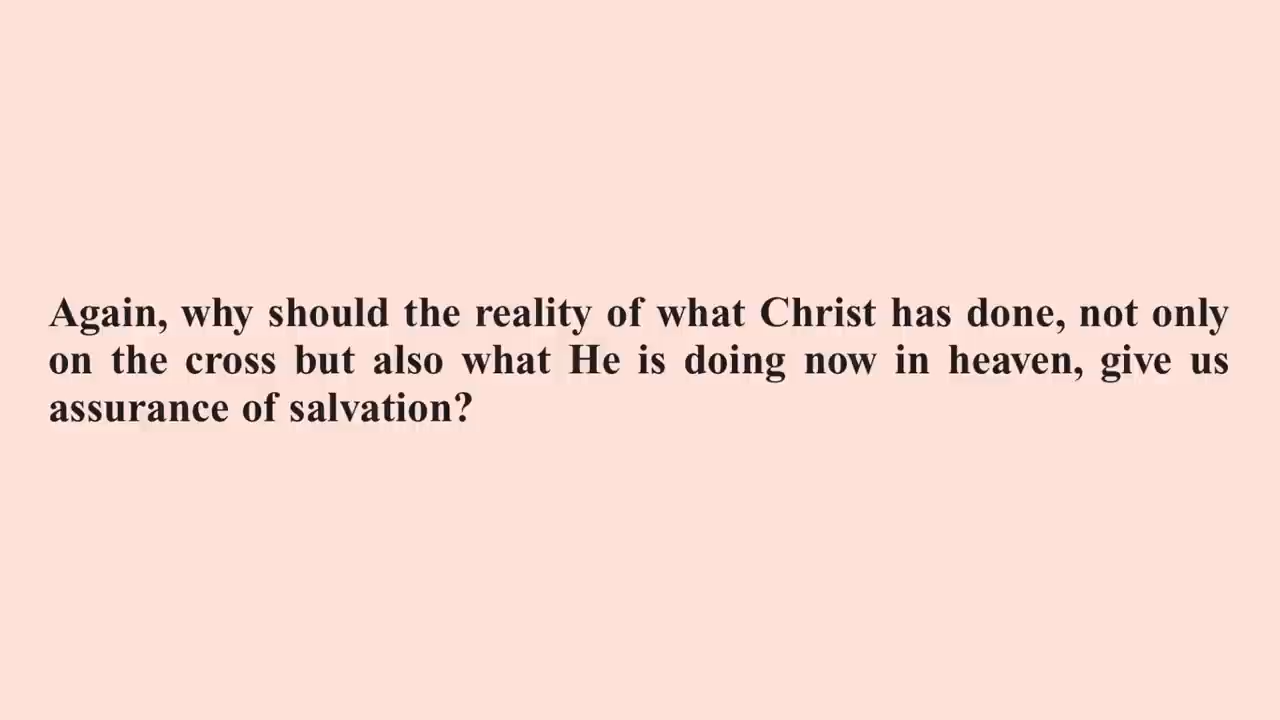 Again, why should the reality of what Christ has done, not only
on the cross but also what He is doing now in heaven, give us
assurance of salvation?